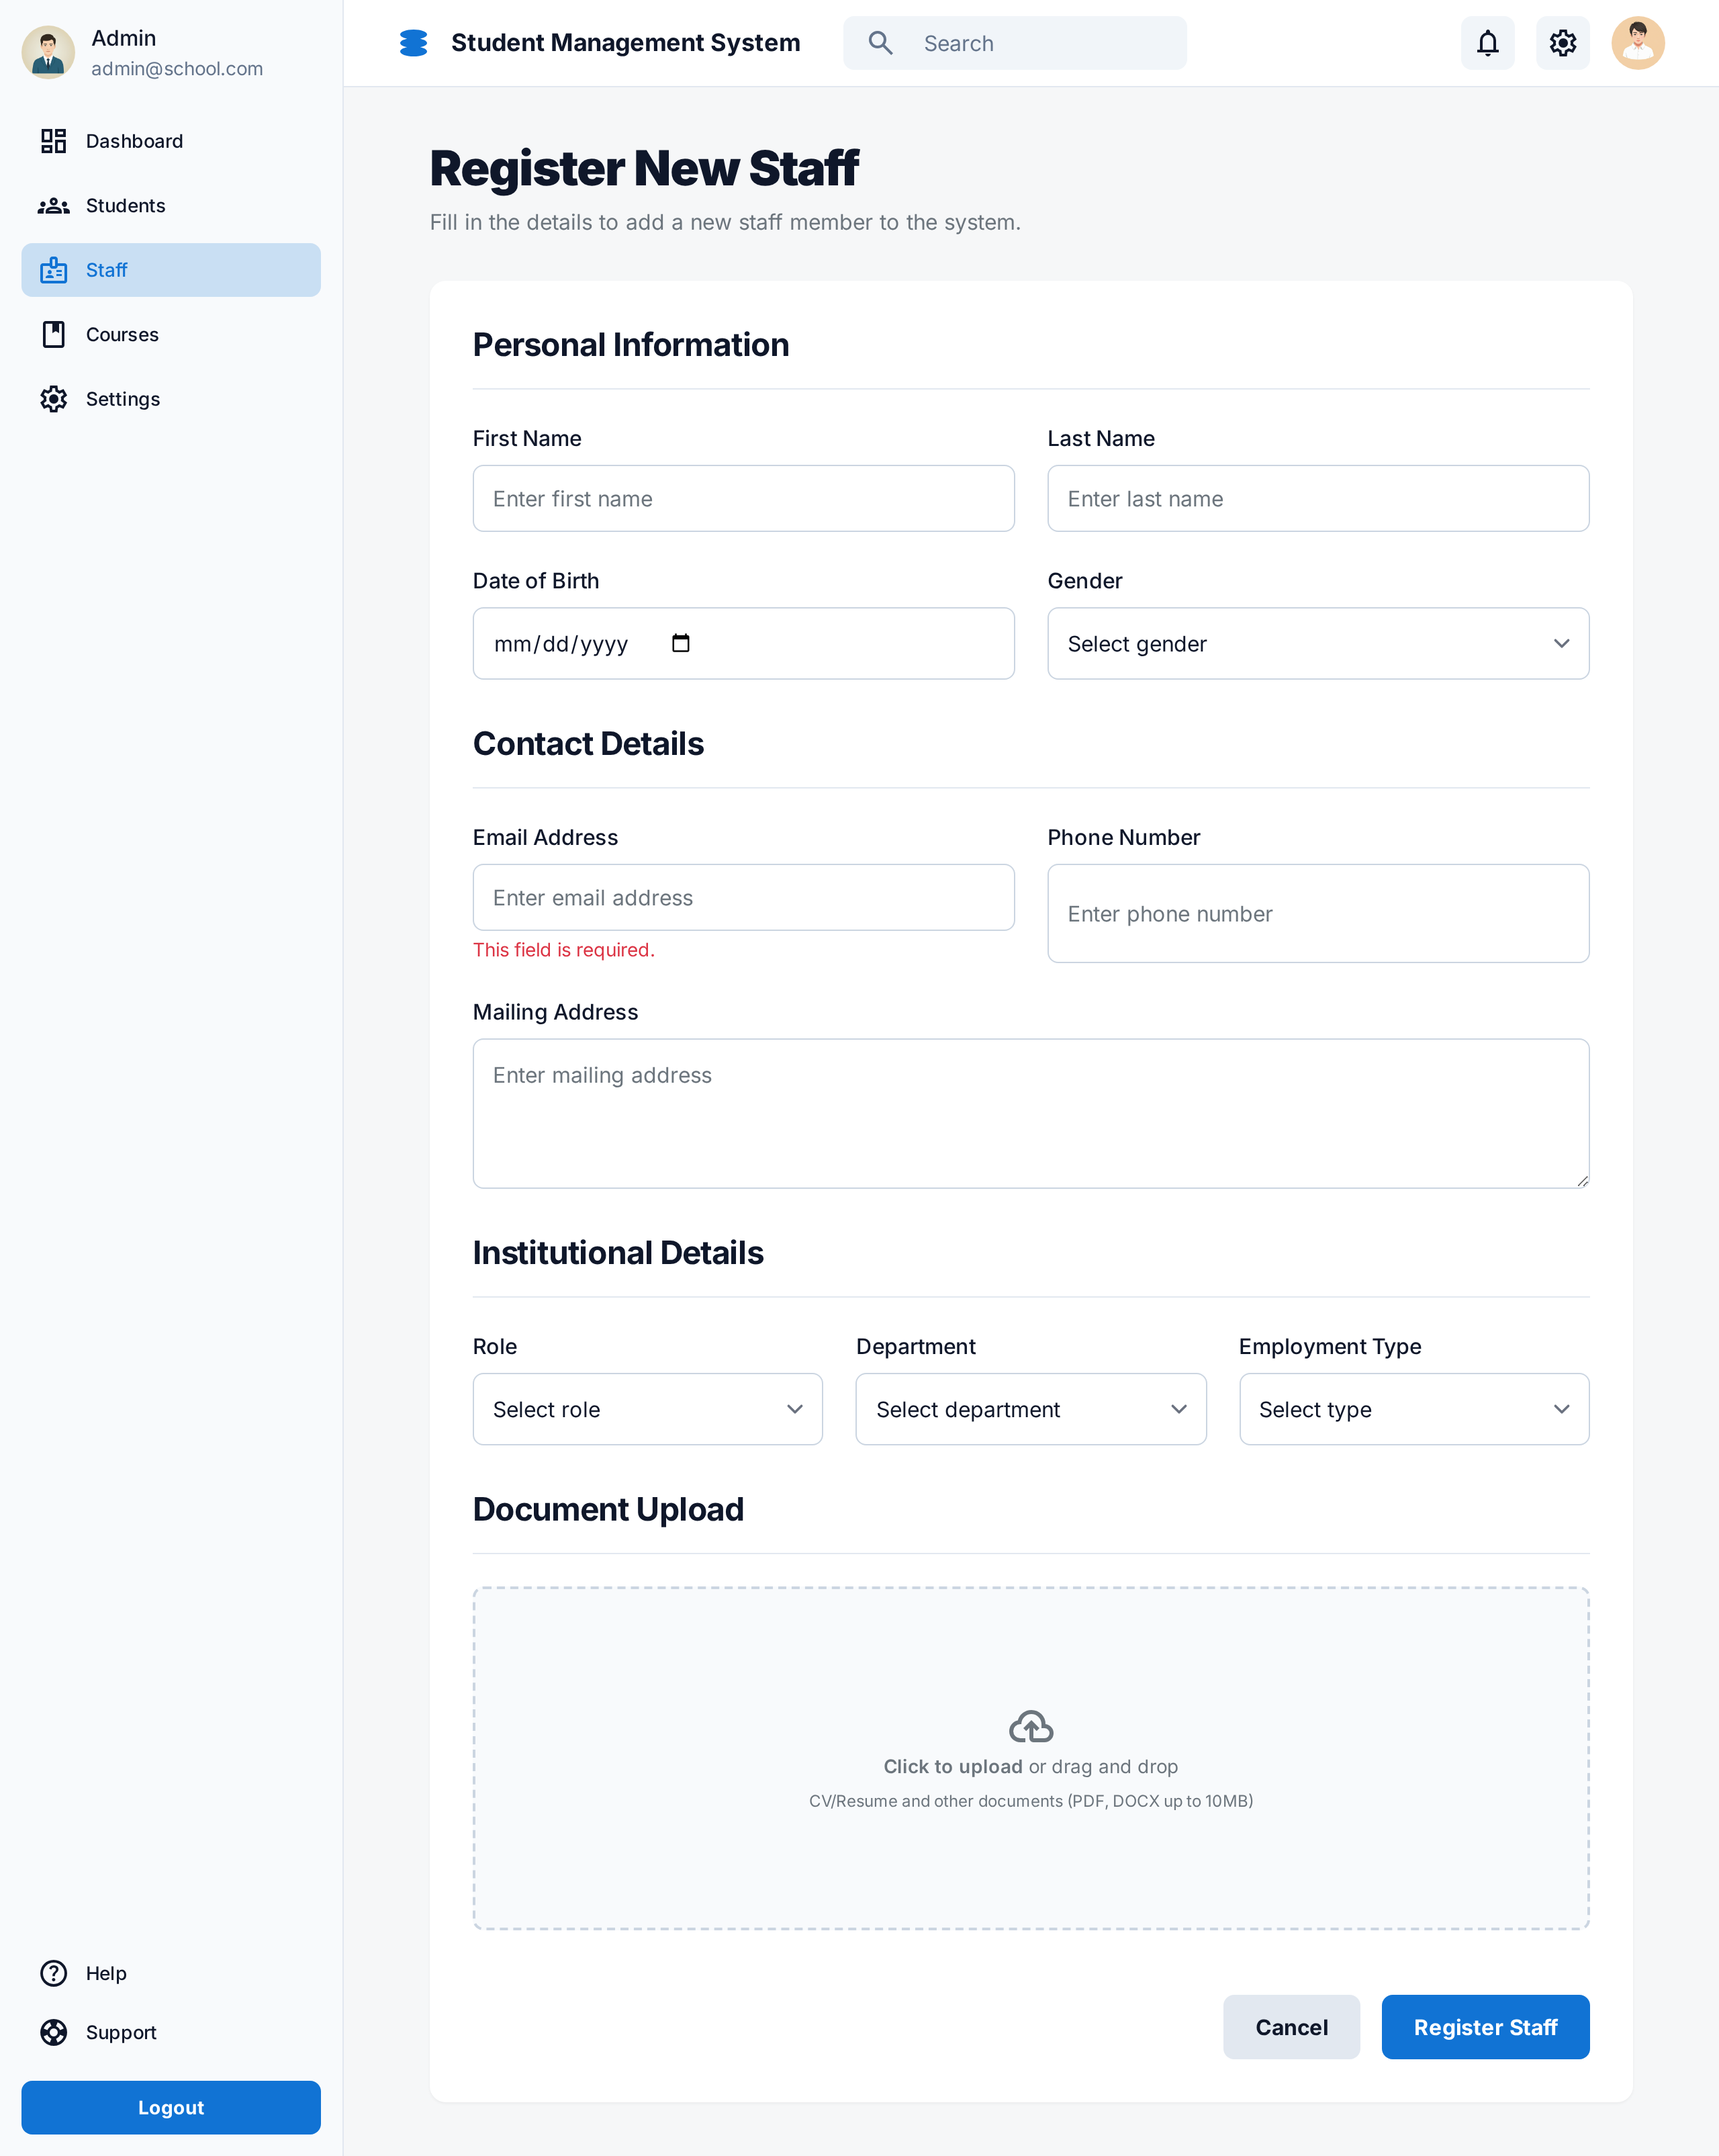 Admin
admin@school.com
Dashboard
Students
Staff
Courses
Settings
Help
Support
Logout
Student Management System
Search
Register New Staff
Fill in the details to add a new staff member to the system.
Personal Information
First Name
Enter first name
Last Name
Enter last name
Date of Birth
mm/dd/yyyy
Gender
Select gender
Contact Details
Email Address
Enter email address
This field is required.
Phone Number
Enter phone number
Mailing Address
Enter mailing address
Institutional Details
Role
Select role
Department
Select department
Employment Type
Select type
Document Upload
Click to upload or drag and drop
CV/Resume and other documents (PDF, DOCX up to 10MB)
Cancel
Register Staff